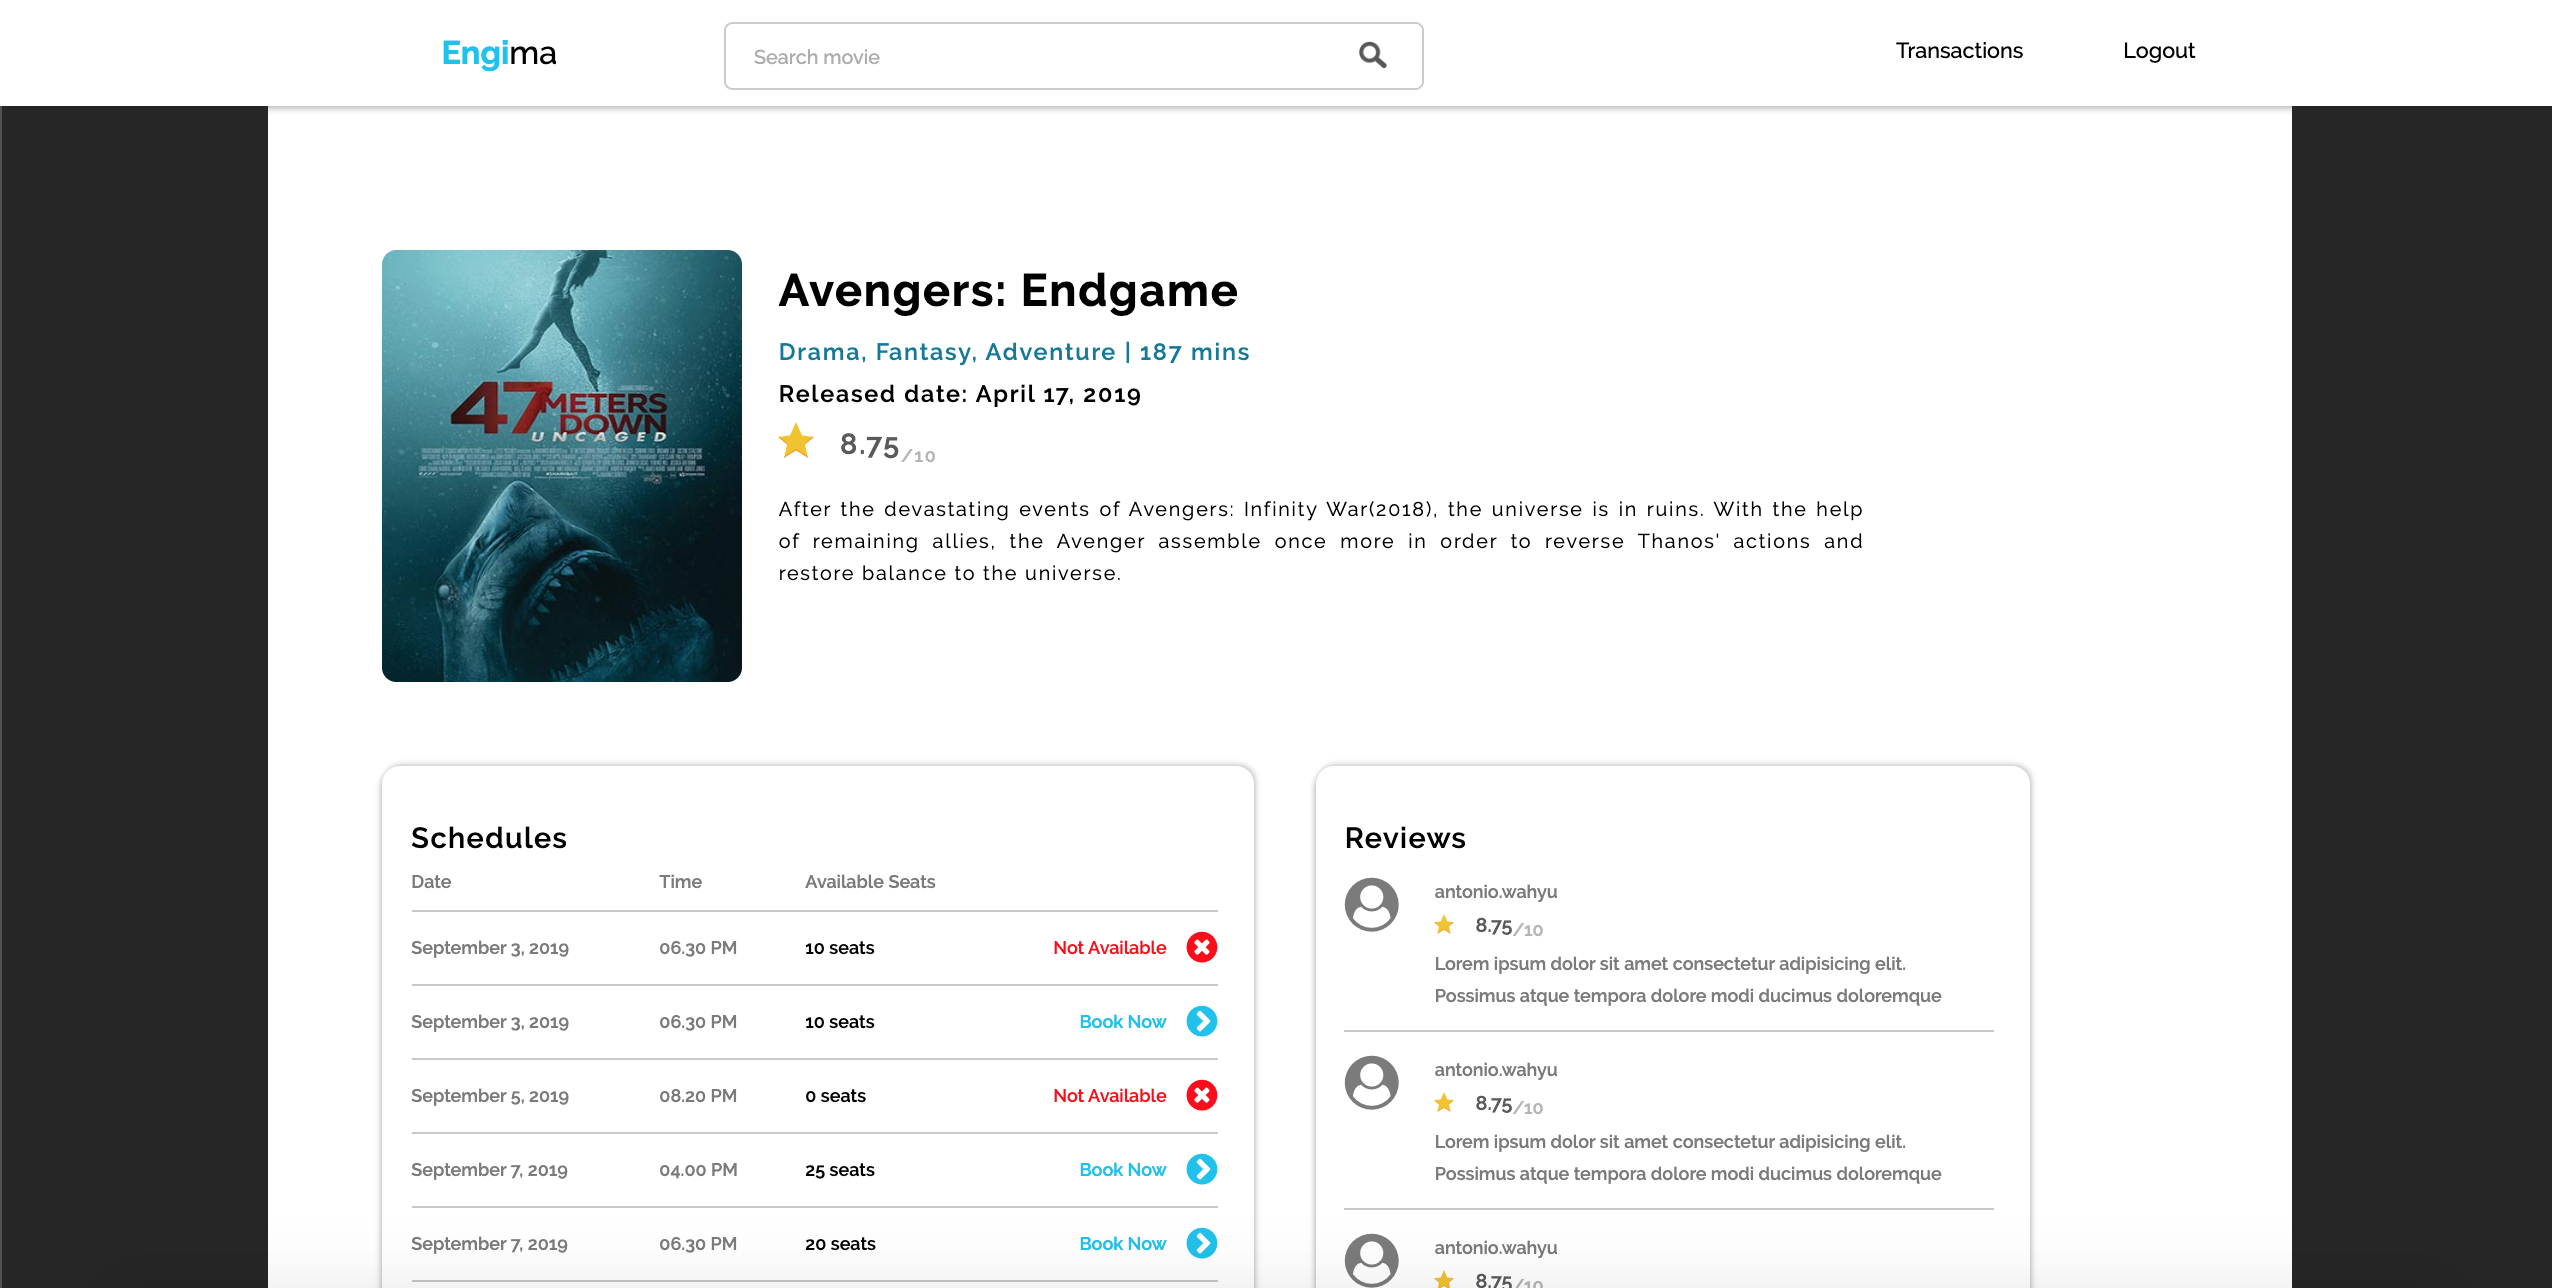 Engima
Search movie
Transactions
Logout
47 METERS DOWN
UNCAGED
Avengers: Endgame
Drama, Fantasy, Adventure | 187 mins
Released date: April 17, 2019
8.75/10
After the devastating events of Avengers: Infinity War(2018), the universe is in ruins. With the help
of remaining allies, the Avenger assemble once more in order to reverse Thanos' actions and
restore balance to the universe.
Schedules
Date Time Available Seats
September 3, 2019 06.30 PM 10 seats Not Available
September 3, 2019 06.30 PM 10 seats Book Now
September 5, 2019 08.20 PM 0 seats Not Available
September 7, 2019 04.00 PM 25 seats Book Now
September 7, 2019 06.30 PM 20 seats Book Now
Reviews
antonio.wahyu
8.75/10
Lorem ipsum dolor sit amet consectetur adipisicing elit.
Possimus atque tempora dolore modi ducimus doloremque
antonio.wahyu
8.75/10
Lorem ipsum dolor sit amet consectetur adipisicing elit.
Possimus atque tempora dolore modi ducimus doloremque
antonio.wahyu
8.75/10